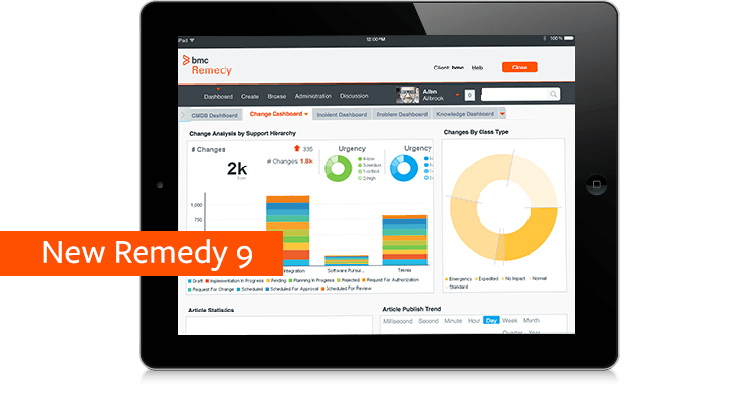 iPad
12:00 PM
100%
bmc
Remedy
Client: bmc Help Close
Dashboard Create Browse Administration Discussion
Allen
Allbrook
0
CMDB Dashboard Change Dashboard Incident Dashboard Problem Dashboard Knowledge Dashboard
Change Analysis by Support Hierarchy
Changes By Class Type
# Changes
335
# Changes 1.8k
2k
Urgency
4-low
3-medium
1-critical
2-high
Urgency
1,000
750
New Remedy 9
Integration Software Pursui... Teknia
Draft Implementation In Progress Pending Planning In Progress Rejected Request For Authorization
Request For Change Scheduled Scheduled For Approval Scheduled For Review
Emergency Expedited No Impact Normal
Standard
Article Statistics
Article Publish Trend
Millisecond Second Minute Hour Day Week Month
Quarter Year